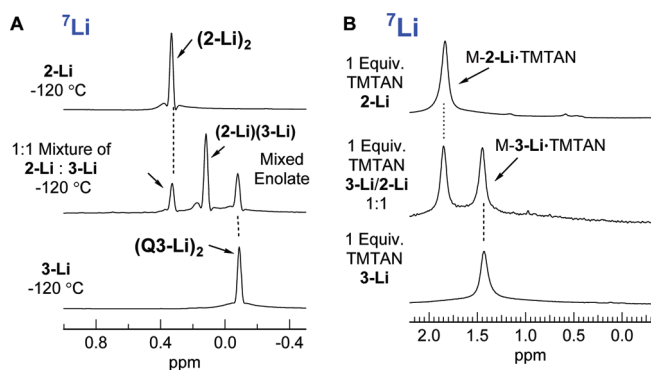 A
⁷Li
2-Li
-120 °C
(2-Li)₂
1:1 Mixture of
2-Li : 3-Li
-120 °C
(2-Li)(3-Li)
Mixed
Enolate
(Q3-Li)₂
3-Li
-120 °C
0.8 0.4 0.0 -0.4
ppm
B
⁷Li
1 Equiv.
TMTAN
2-Li
M-2-Li·TMTAN
1 Equiv.
TMTAN
3-Li/2-Li
1:1
M-3-Li·TMTAN
1 Equiv.
TMTAN
3-Li
2.0 1.5 1.0 0.5 0.0
ppm